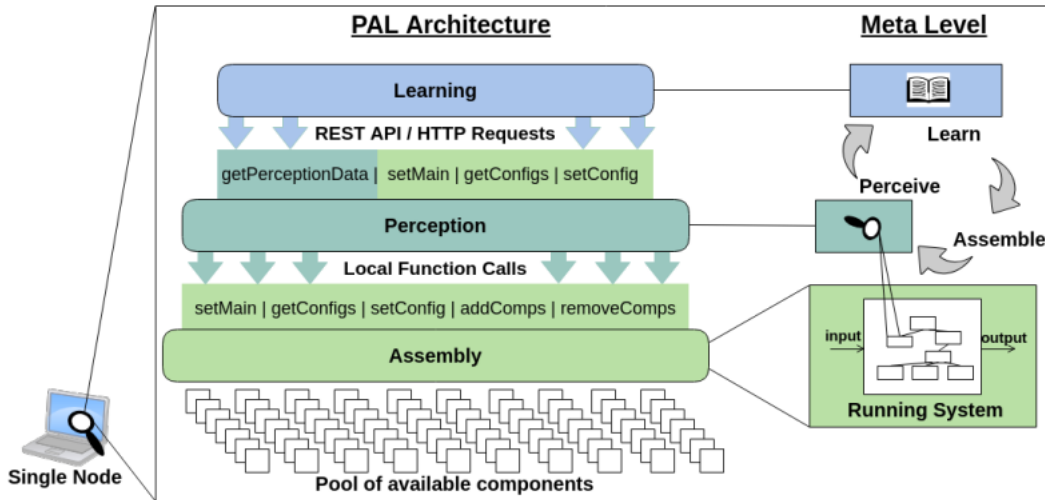 PAL Architecture
Meta Level
Learning
REST API / HTTP Requests
Learn
getPerceptionData | setMain | getConfigs | setConfig
Perceive
Perception
Assemble
Local Function Calls
setMain | getConfigs | setConfig | addComps | removeComps
input
output
Assembly
Running System
Single Node
Pool of available components